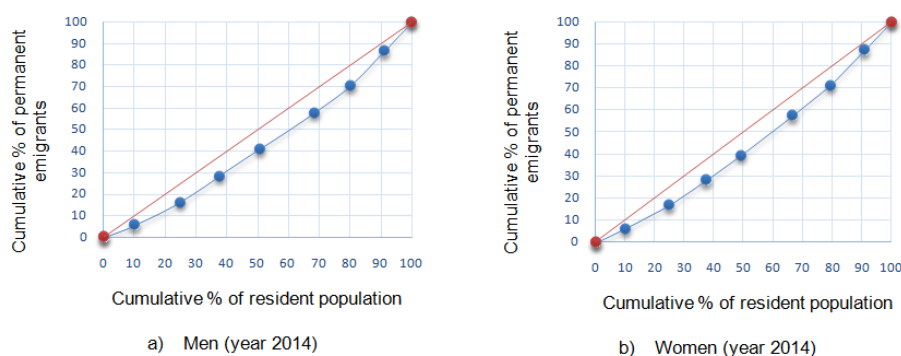 100
90
80
70
60
50
40
30
20
10
0
Cumulative % of permanent
emigrants
0 10 20 30 40 50 60 70 80 90 100
Cumulative % of resident population
a) Men (year 2014)
100
90
80
70
60
50
40
30
20
10
0
Cumulative % of permanent
emigrants
0 10 20 30 40 50 60 70 80 90 100
Cumulative % of resident population
b) Women (year 2014)